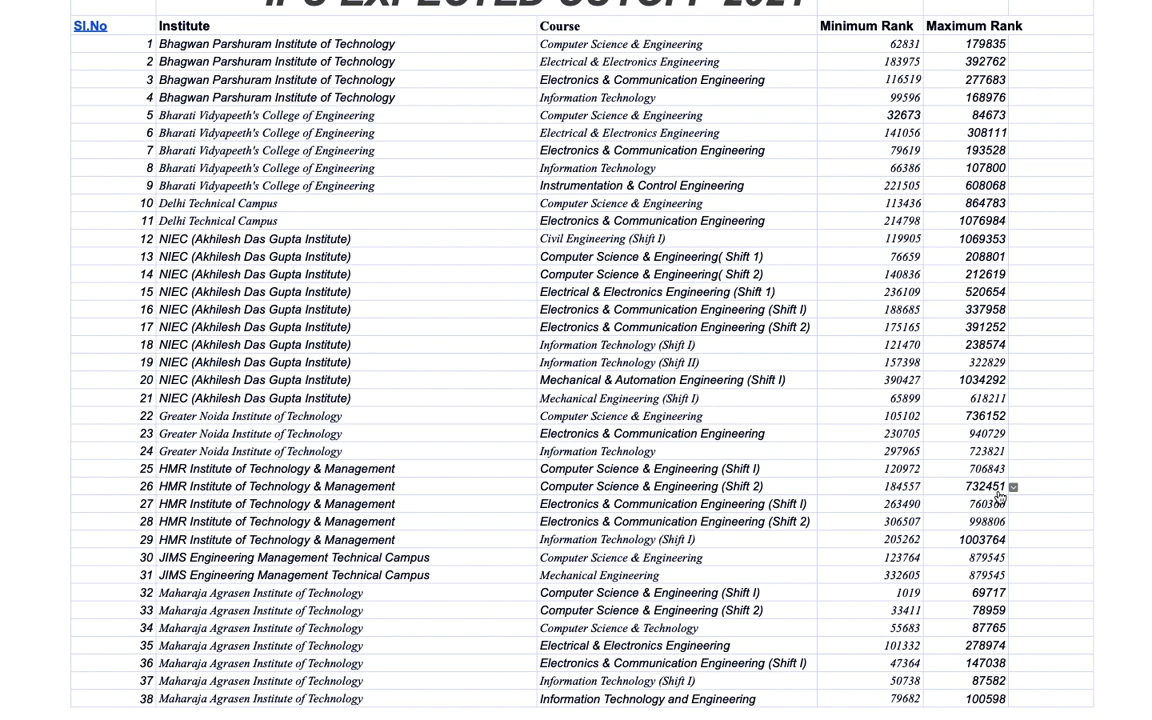 IPU EXPECTED CUTOFF 2021
Sl.No Institute Course Minimum Rank Maximum Rank
1 Bhagwan Parshuram Institute of Technology Computer Science & Engineering 62831 179835
2 Bhagwan Parshuram Institute of Technology Electrical & Electronics Engineering 183975 392762
3 Bhagwan Parshuram Institute of Technology Electronics & Communication Engineering 116519 277683
4 Bhagwan Parshuram Institute of Technology Information Technology 99596 168976
5 Bharati Vidyapeeth's College of Engineering Computer Science & Engineering 32673 84673
6 Bharati Vidyapeeth's College of Engineering Electrical & Electronics Engineering 141056 308111
7 Bharati Vidyapeeth's College of Engineering Electronics & Communication Engineering 79619 193528
8 Bharati Vidyapeeth's College of Engineering Information Technology 66386 107800
9 Bharati Vidyapeeth's College of Engineering Instrumentation & Control Engineering 221505 608068
10 Delhi Technical Campus Computer Science & Engineering 113436 864783
11 Delhi Technical Campus Electronics & Communication Engineering 214798 1076984
12 NIEC (Akhilesh Das Gupta Institute) Civil Engineering (Shift I) 119905 1069353
13 NIEC (Akhilesh Das Gupta Institute) Computer Science & Engineering( Shift 1) 76659 208801
14 NIEC (Akhilesh Das Gupta Institute) Computer Science & Engineering( Shift 2) 140836 212619
15 NIEC (Akhilesh Das Gupta Institute) Electrical & Electronics Engineering (Shift 1) 236109 520654
16 NIEC (Akhilesh Das Gupta Institute) Electronics & Communication Engineering (Shift I) 188685 337958
17 NIEC (Akhilesh Das Gupta Institute) Electronics & Communication Engineering (Shift 2) 175165 391252
18 NIEC (Akhilesh Das Gupta Institute) Information Technology (Shift I) 121470 238574
19 NIEC (Akhilesh Das Gupta Institute) Information Technology (Shift II) 157398 322829
20 NIEC (Akhilesh Das Gupta Institute) Mechanical & Automation Engineering (Shift I) 390427 1034292
21 NIEC (Akhilesh Das Gupta Institute) Mechanical Engineering (Shift I) 65899 618211
22 Greater Noida Institute of Technology Computer Science & Engineering 105102 736152
23 Greater Noida Institute of Technology Electronics & Communication Engineering 230705 940729
24 Greater Noida Institute of Technology Information Technology 297965 723821
25 HMR Institute of Technology & Management Computer Science & Engineering (Shift I) 120972 706843
26 HMR Institute of Technology & Management Computer Science & Engineering (Shift 2) 184557 732451
27 HMR Institute of Technology & Management Electronics & Communication Engineering (Shift I) 263490
28 HMR Institute of Technology & Management Electronics & Communication Engineering (Shift 2) 306507 998806
29 HMR Institute of Technology & Management Information Technology (Shift I) 205262 1003764
30 JIMS Engineering Management Technical Campus Computer Science & Engineering 123764 879545
31 JIMS Engineering Management Technical Campus Mechanical Engineering 332605 879545
32 Maharaja Agrasen Institute of Technology Computer Science & Engineering (Shift I) 1019 69717
33 Maharaja Agrasen Institute of Technology Computer Science & Engineering (Shift 2) 33411 78959
34 Maharaja Agrasen Institute of Technology Computer Science & Technology 55683 87765
35 Maharaja Agrasen Institute of Technology Electrical & Electronics Engineering 101332 278974
36 Maharaja Agrasen Institute of Technology Electronics & Communication Engineering (Shift I) 47364 147038
37 Maharaja Agrasen Institute of Technology Information Technology (Shift I) 50738 87582
38 Maharaja Agrasen Institute of Technology Information Technology and Engineering 79682 100598